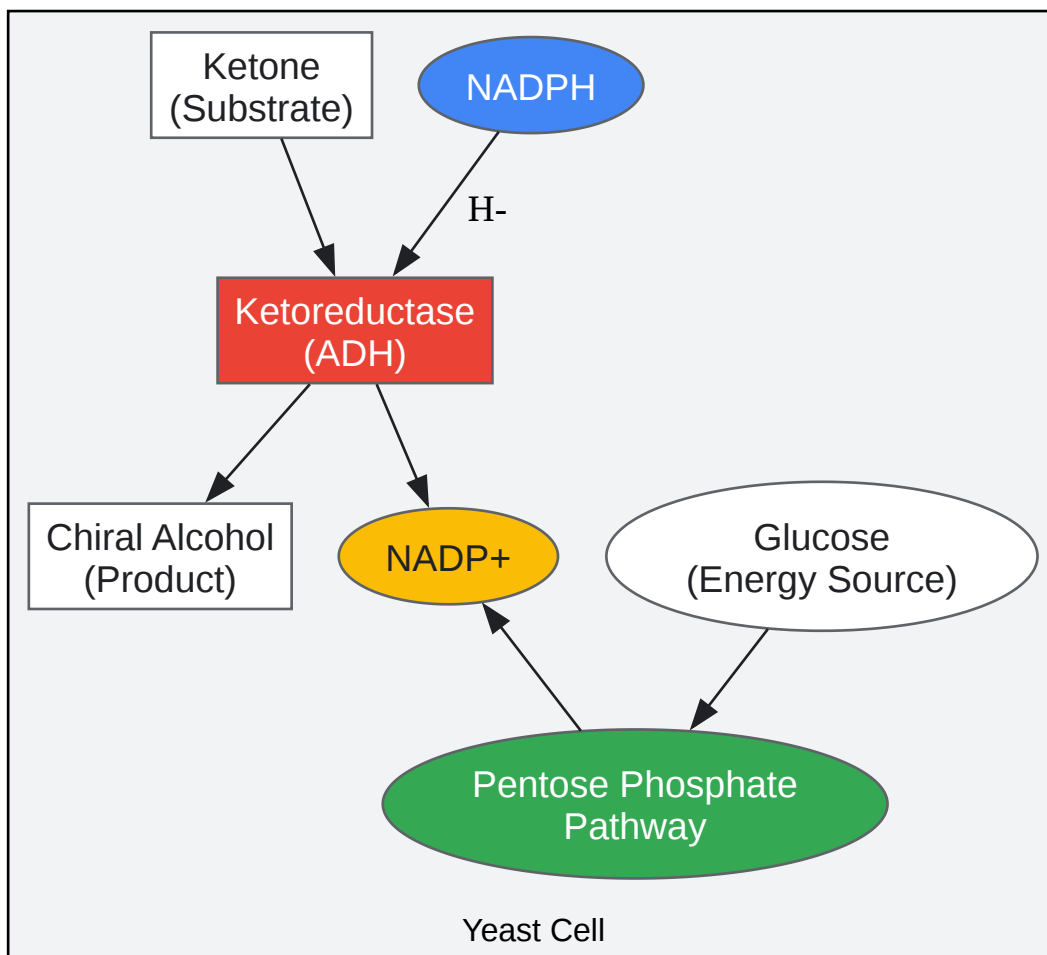 Ketone
(Substrate)
NADPH
H-
Ketoreductase
(ADH)
Chiral Alcohol
(Product)
NADP+
Glucose
(Energy Source)
Pentose Phosphate
Pathway
Yeast Cell